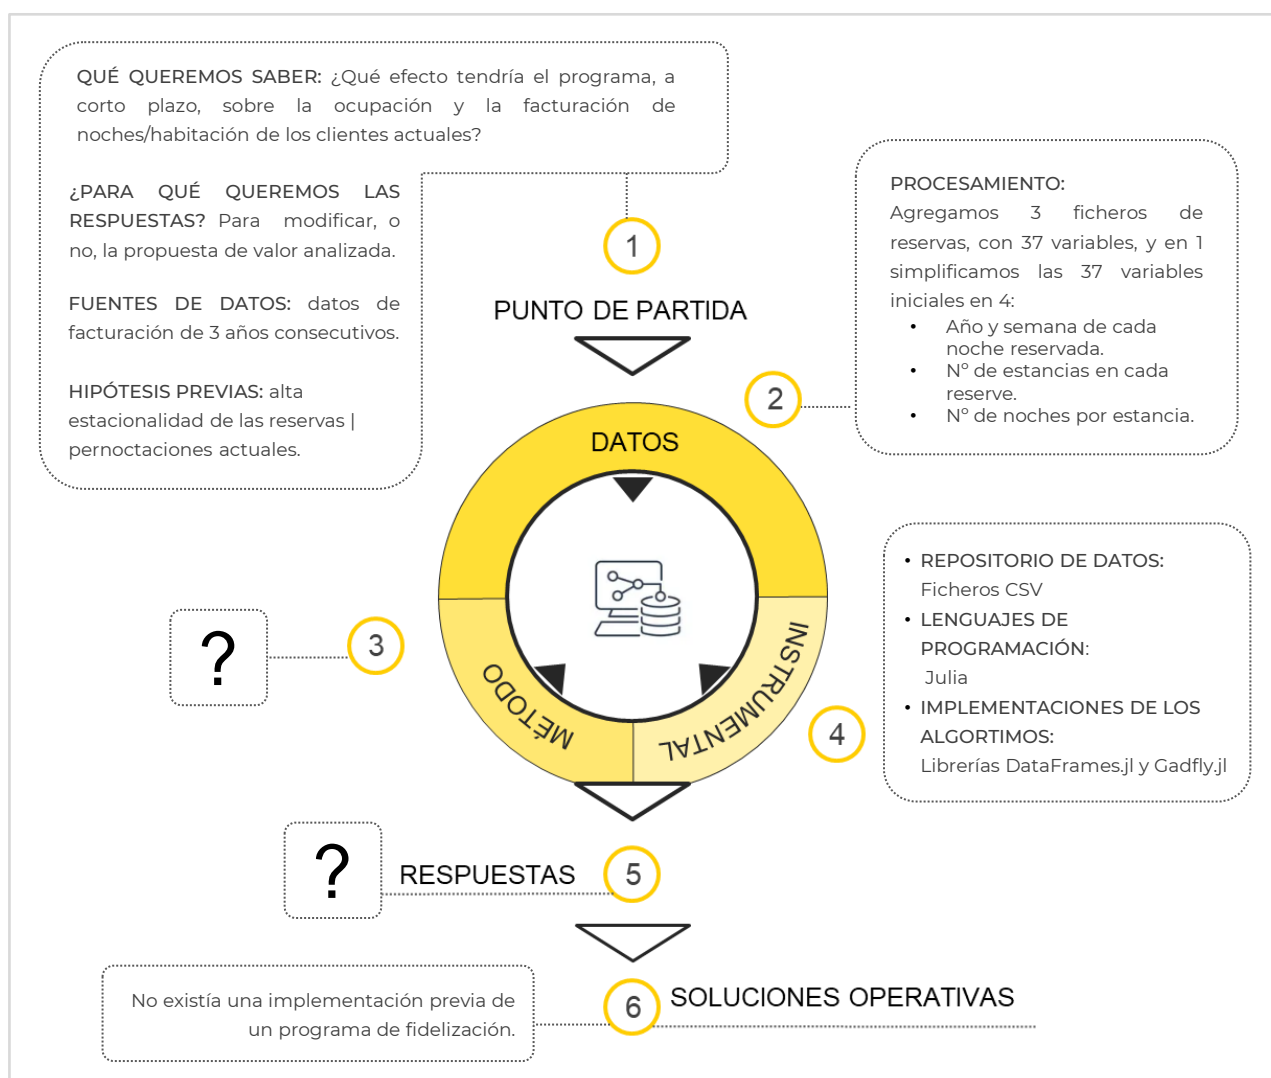 QUÉ QUEREMOS SABER: ¿Qué efecto tendría el programa, a
corto plazo, sobre la ocupación y la facturación de
noches/habitación de los clientes actuales?
¿PARA QUÉ QUEREMOS LAS
RESPUESTAS? Para modificar, o
no, la propuesta de valor analizada.
FUENTES DE DATOS: datos de
facturación de 3 años consecutivos.
HIPÓTESIS PREVIAS: alta
estacionalidad de las reservas |
pernoctaciones actuales.
1
PUNTO DE PARTIDA
2
PROCESAMIENTO:
Agregamos 3 ficheros de
reservas, con 37 variables, y en 1
simplificamos las 37 variables
iniciales en 4:
• Año y semana de cada
noche reservada.
• Nº de estancias en cada
reserve.
• Nº de noches por estancia.
DATOS
?
3
MÉTODO
INSTRUMENTAL
4
• REPOSITORIO DE DATOS:
Ficheros CSV
• LENGUAJES DE
PROGRAMACIÓN:
Julia
• IMPLEMENTACIONES DE LOS
ALGORTIMOS:
Librerías DataFrames.jl y Gadfly.jl
?
RESPUESTAS
5
No existía una implementación previa de
un programa de fidelización.
6
SOLUCIONES OPERATIVAS